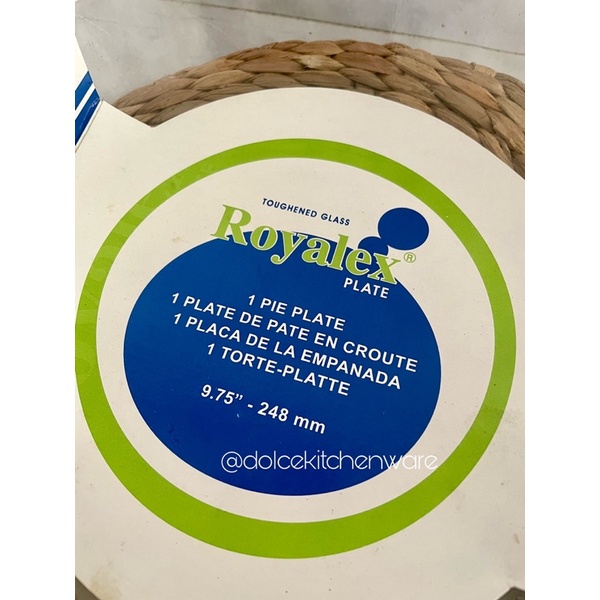 TOUGHENED GLASS
Royalex®
PLATE
1 PIE PLATE
1 PLATE DE PATE EN CROUTE
1 PLACA DE LA EMPANADA
1 TORTE-PLATTE
9.75” - 248 mm
@dolcekitchenware